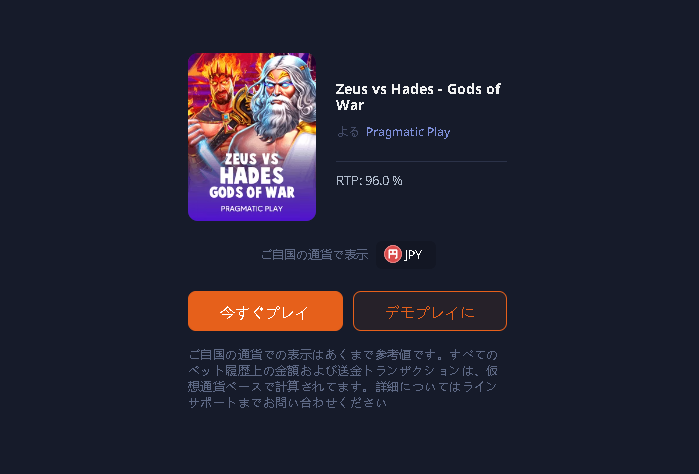 ZEUS VS
HADES
GODS OF WAR
PRAGMATIC PLAY
Zeus vs Hades - Gods of
War
よる Pragmatic Play
RTP: 96.0 %
ご自国の通貨で表示 円 JPY
今すぐプレイ
デモプレイに
ご自国の通貨での表示はあくまで参考値です。すべての
ベット履歴上の金額および送金トランザクションは、仮
想通貨ベースで計算されてます。詳細についてはライン
サポートまでお問い合わせください